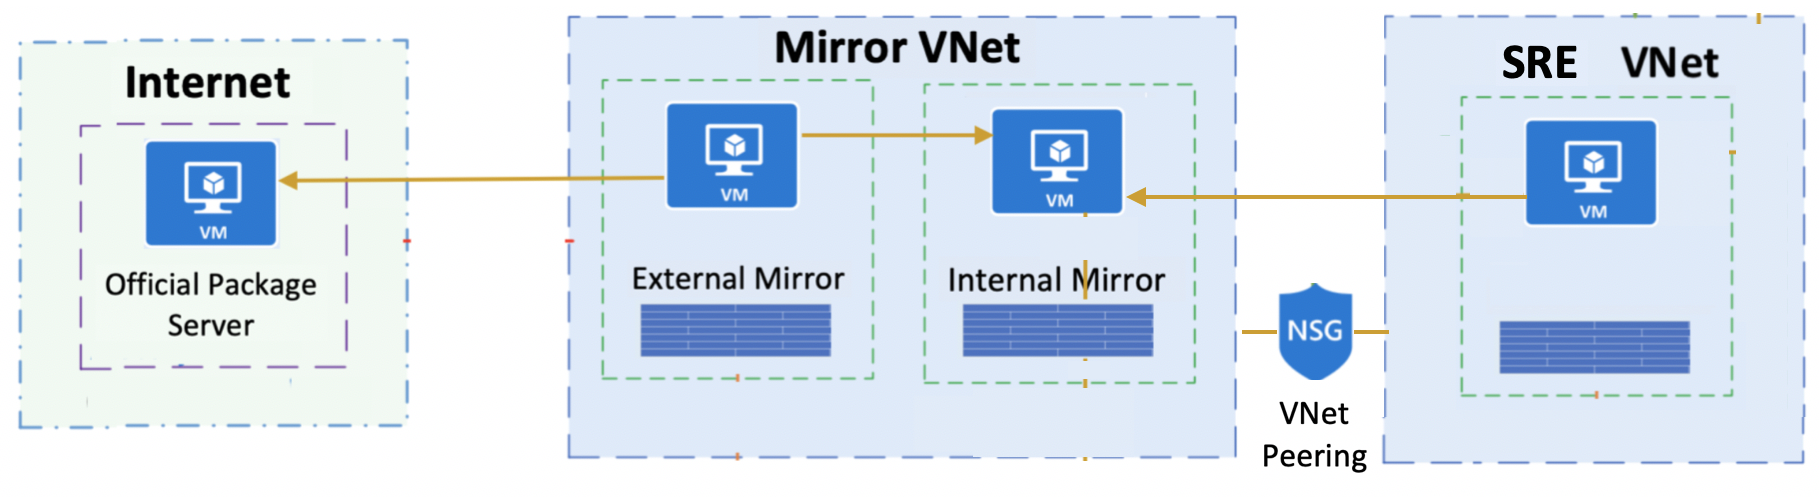 Internet
VM
Official Package
Server
Mirror VNet
VM
External Mirror
VM
Internal Mirror
NSG
VNet
Peering
SRE VNet
VM